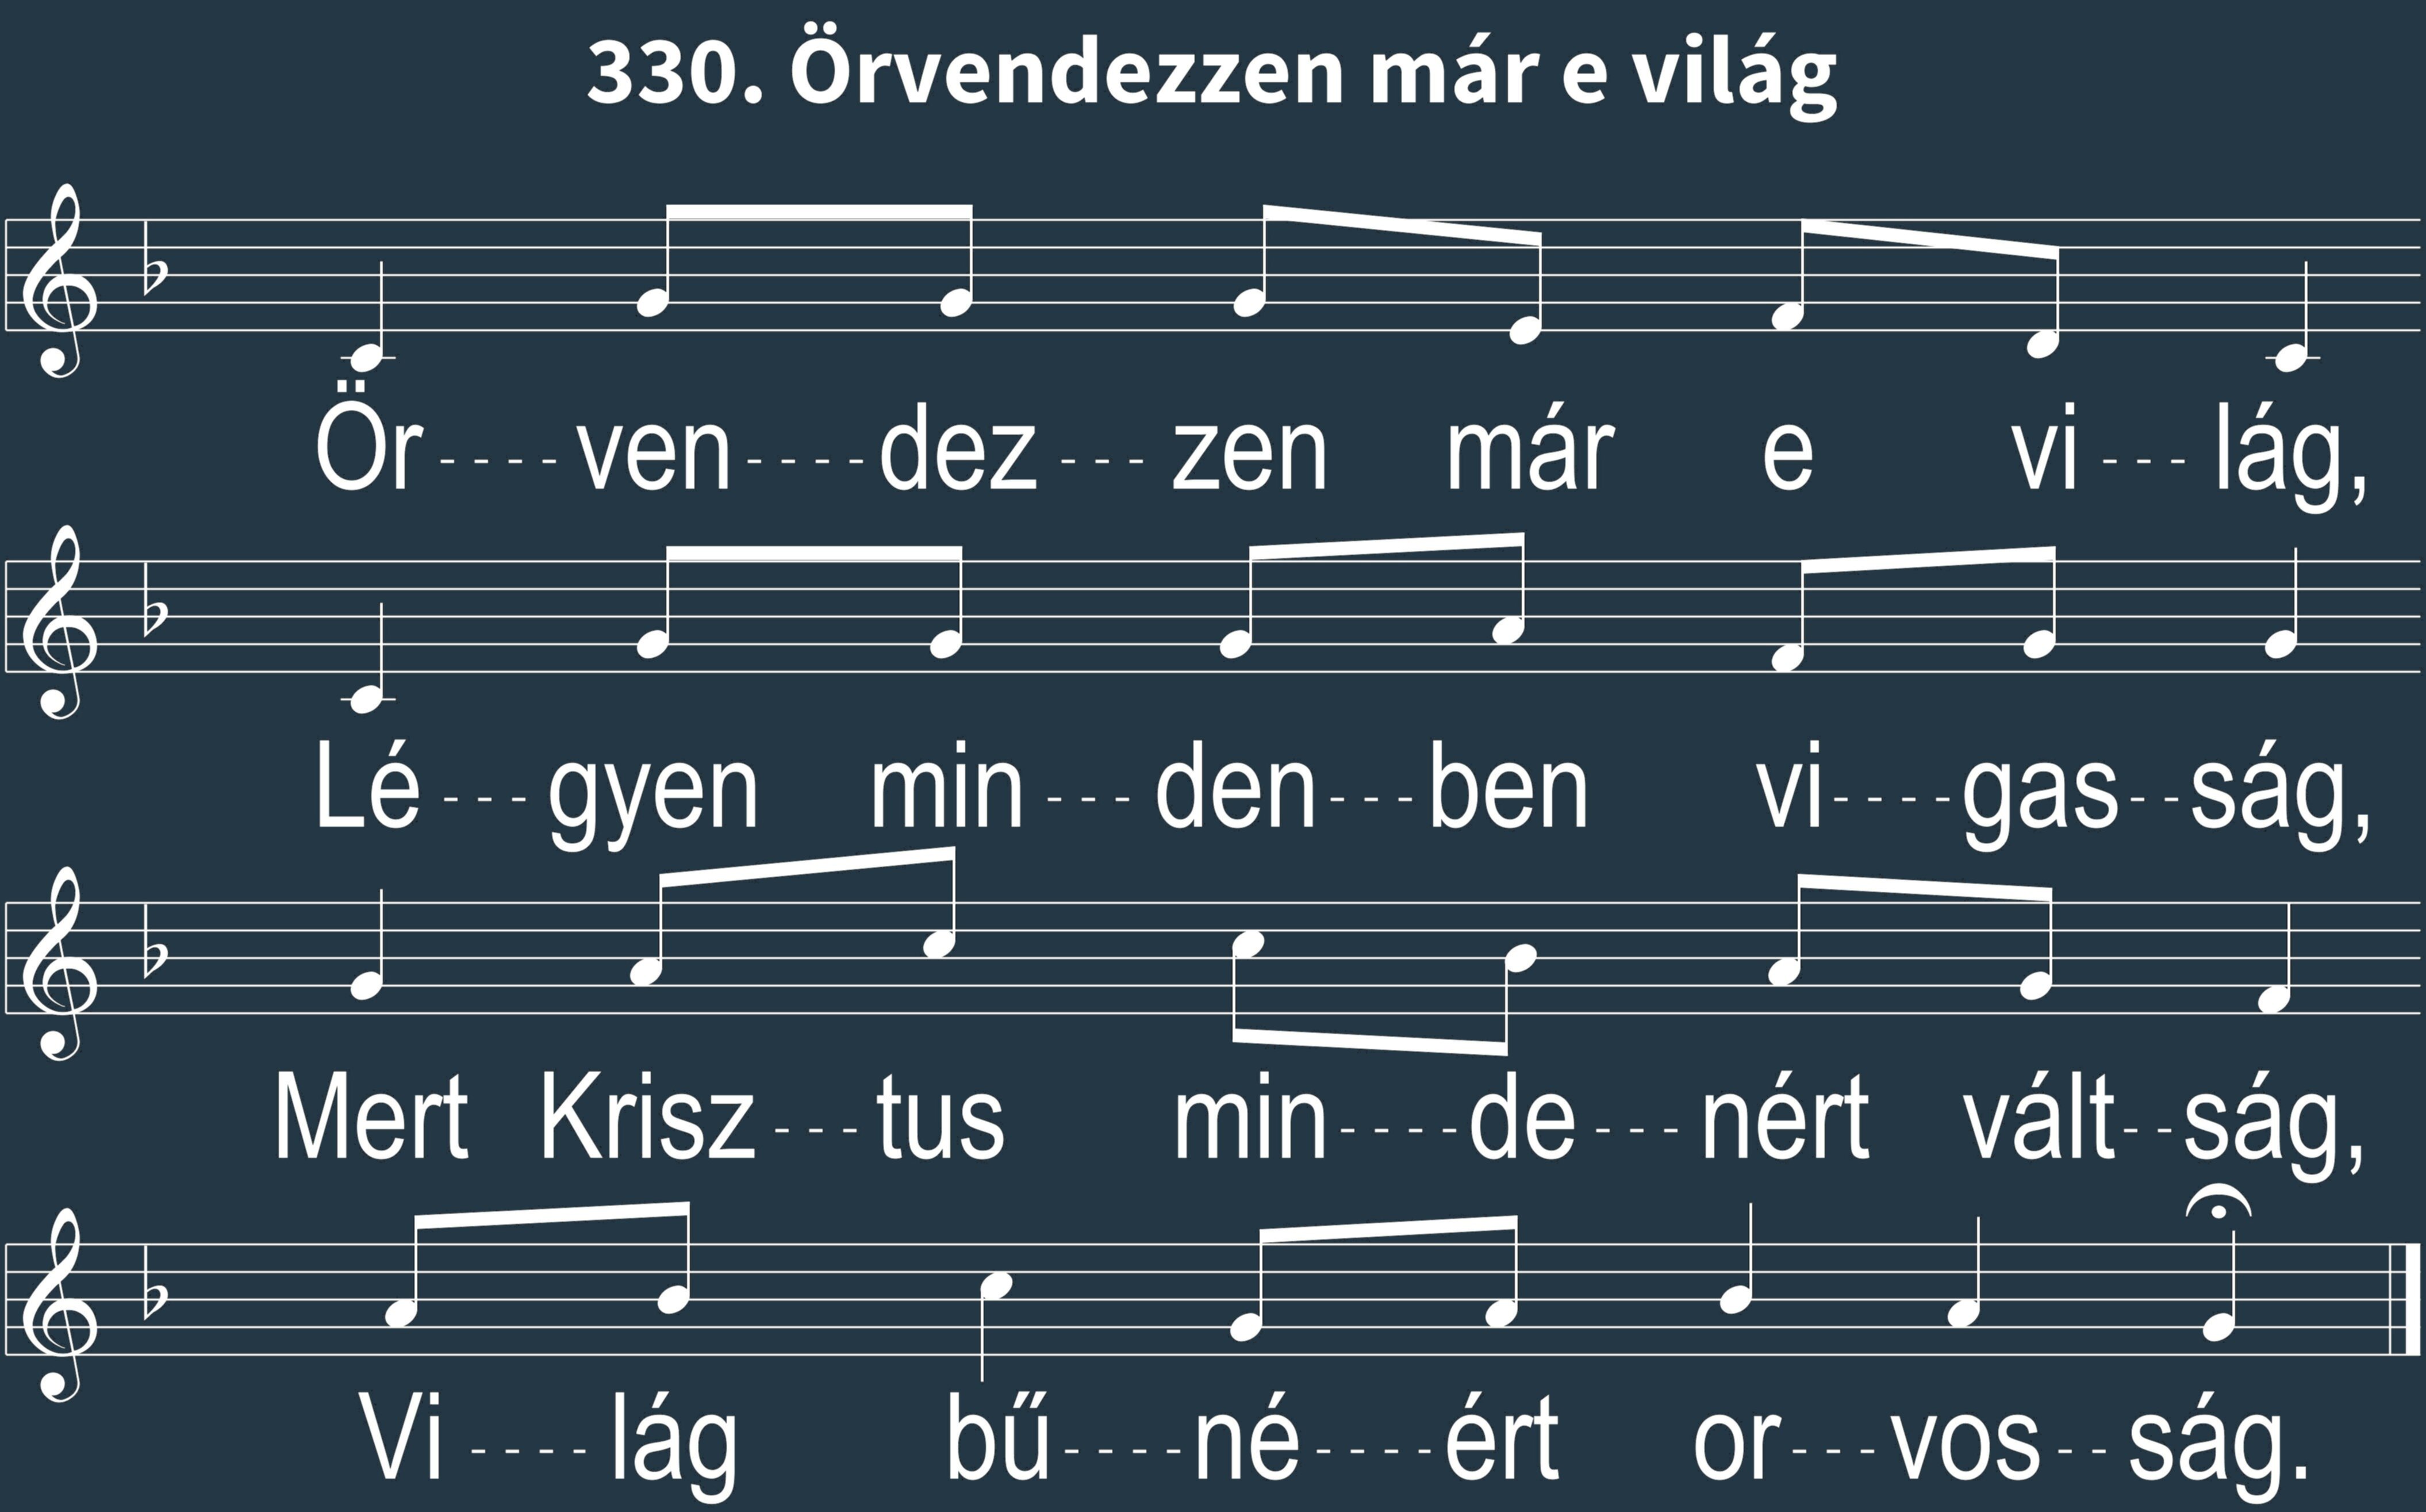 330. Örvendezzen már e világ
Ör----ven----dez---zen már e vi---lág,
Lé---gyen min---den---ben vi----gas--ság,
Mert Krisz---tus min----de---nért vált--ság,
Vi----lág bű----né----ért or---vos--ság.